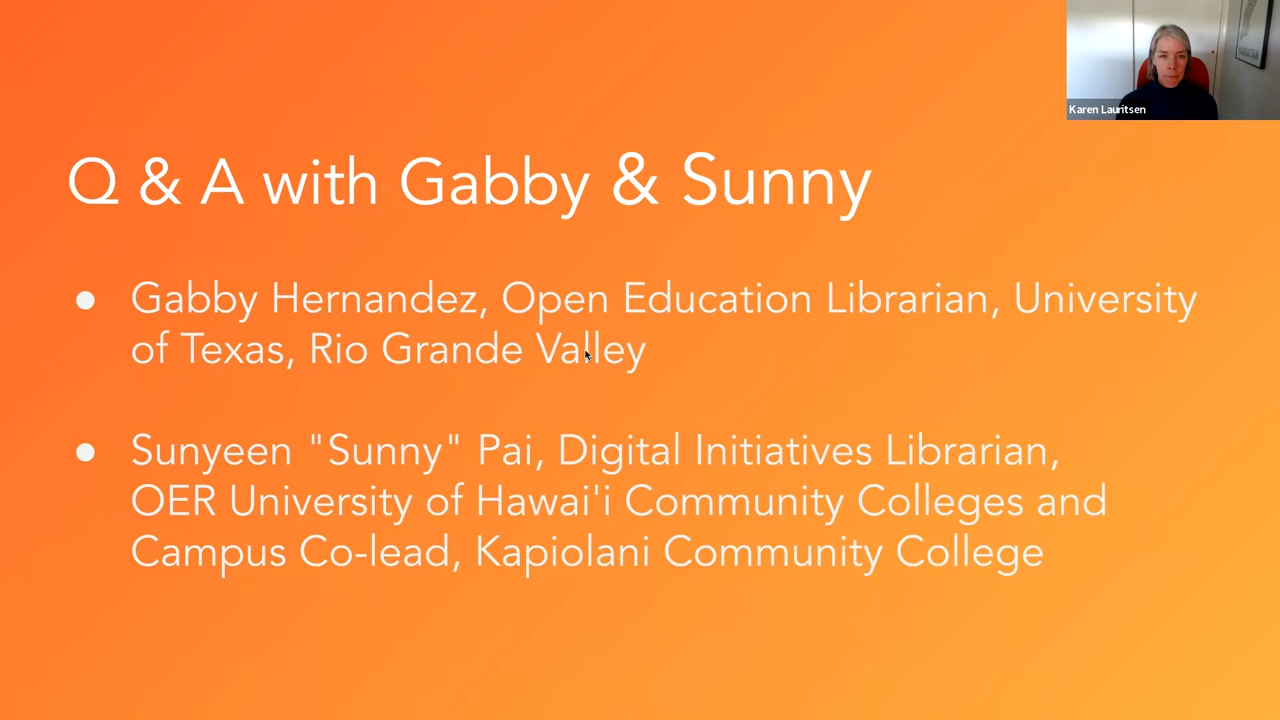 Karen Lauritsen
Q & A with Gabby & Sunny
● Gabby Hernandez, Open Education Librarian, University
of Texas, Rio Grande Valley
● Sunyeen "Sunny" Pai, Digital Initiatives Librarian,
OER University of Hawai'i Community Colleges and
Campus Co-lead, Kapiolani Community College